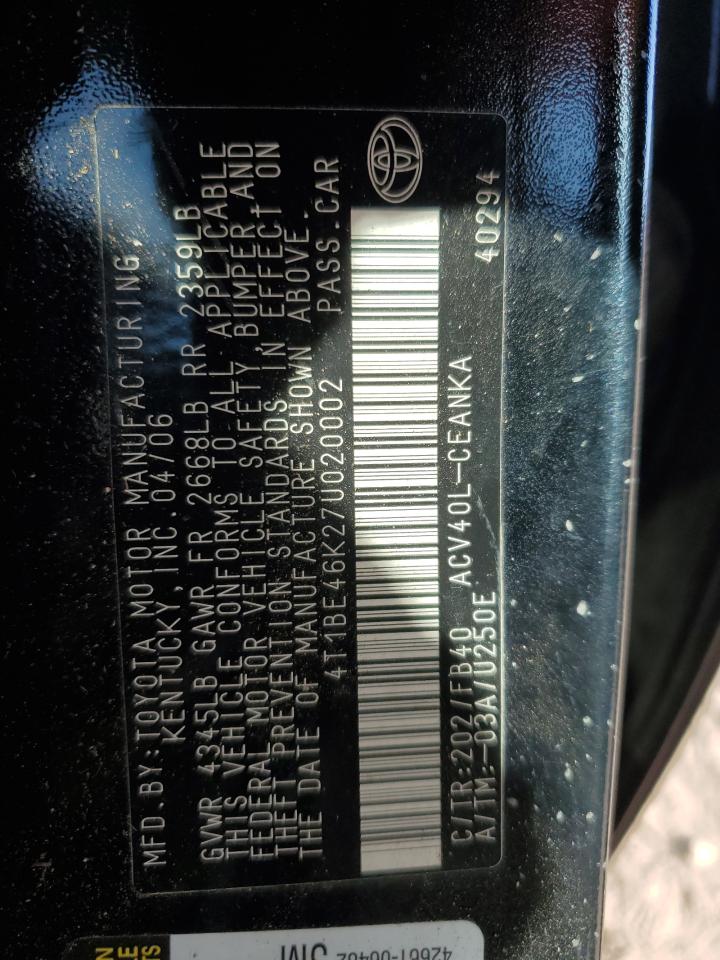 MFD.BY:TOYOTA MOTOR MANUFACTURING
KENTUCKY, INC.04/06
GVWR 4345LB GAWR FR 2668LB RR 2359LB
THIS VEHICLE CONFORMS TO ALL APPLICABLE
FEDERAL MOTOR VEHICLE SAFETY, BUMPER AND
THEFT PREVENTION STANDARDS IN EFFECT ON
THE DATE OF MANUFACTURE SHOWN ABOVE.
4T1BE46K27U020002 PASS CAR
C/TR:202/FB40 ACV40L-CEANKA
A/TM:-03A/U250E 40294